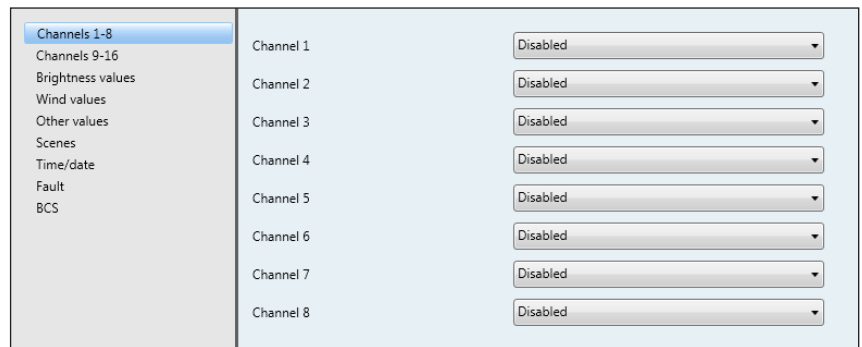 Channels 1-8
Channels 9-16
Brightness values
Wind values
Other values
Scenes
Time/date
Fault
BCS
Channel 1 Disabled
Channel 2 Disabled
Channel 3 Disabled
Channel 4 Disabled
Channel 5 Disabled
Channel 6 Disabled
Channel 7 Disabled
Channel 8 Disabled